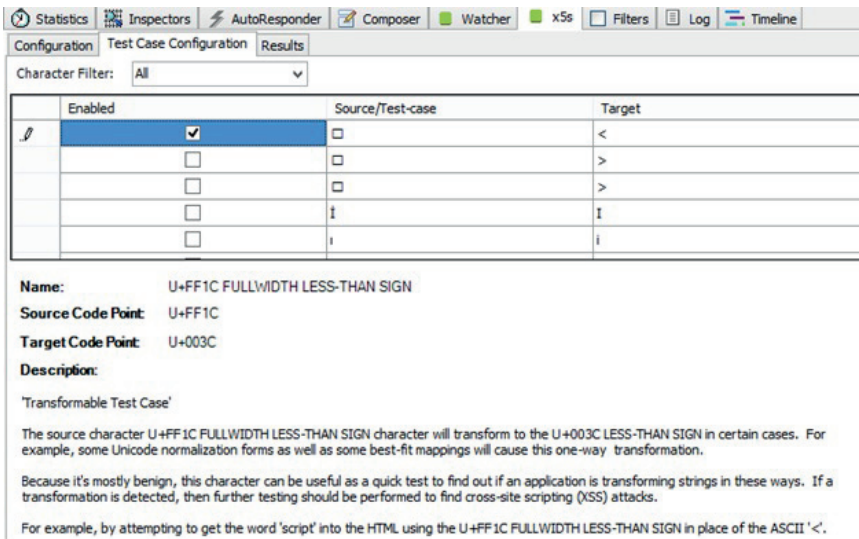 Statistics Inspectors AutoResponder Composer Watcher x5s Filters Log Timeline
Configuration Test Case Configuration Results
Character Filter: All
Enabled Source/Test-case Target
□ <
□ >
□ >
İ I
ı i
Name: U+FF1C FULLWIDTH LESS-THAN SIGN
Source Code Point: U+FF1C
Target Code Point: U+003C
Description:
'Transformable Test Case'
The source character U+FF1C FULLWIDTH LESS-THAN SIGN character will transform to the U+003C LESS-THAN SIGN in certain cases. For
example, some Unicode normalization forms as well as some best-fit mappings will cause this one-way transformation.
Because it's mostly benign, this character can be useful as a quick test to find out if an application is transforming strings in these ways. If a
transformation is detected, then further testing should be performed to find cross-site scripting (XSS) attacks.
For example, by attempting to get the word 'script' into the HTML using the U+FF1C FULLWIDTH LESS-THAN SIGN in place of the ASCII '<'.